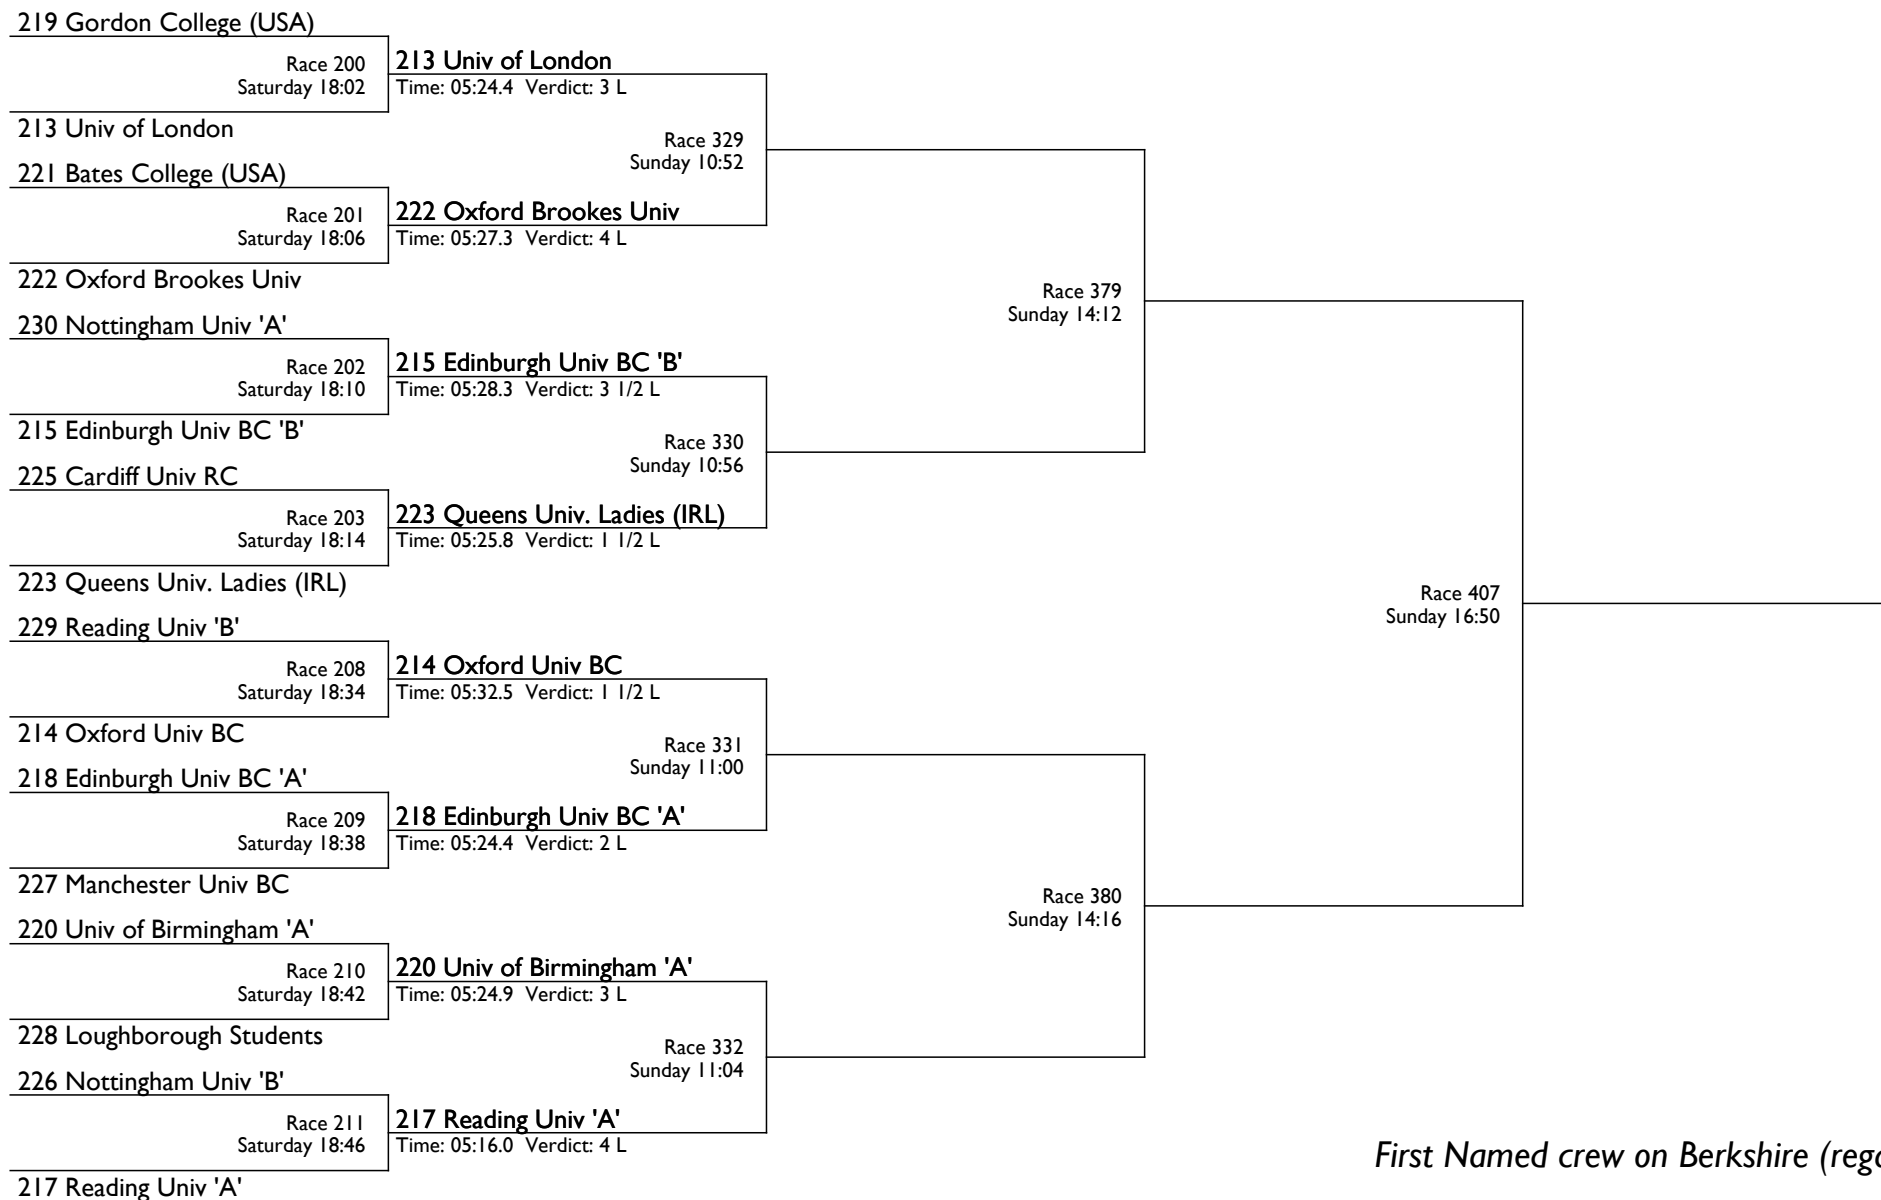 219 Gordon College (USA)
Race 200
Saturday 18:02
213 Univ of London
Time: 05:24.4 Verdict: 3 L
213 Univ of London
Race 329
Sunday 10:52
221 Bates College (USA)
Race 201
Saturday 18:06
222 Oxford Brookes Univ
Time: 05:27.3 Verdict: 4 L
222 Oxford Brookes Univ
Race 379
Sunday 14:12
230 Nottingham Univ 'A'
Race 202
Saturday 18:10
215 Edinburgh Univ BC 'B'
Time: 05:28.3 Verdict: 3 1/2 L
215 Edinburgh Univ BC 'B'
Race 330
Sunday 10:56
225 Cardiff Univ RC
Race 203
Saturday 18:14
223 Queens Univ. Ladies (IRL)
Time: 05:25.8 Verdict: 1 1/2 L
223 Queens Univ. Ladies (IRL)
Race 407
Sunday 16:50
229 Reading Univ 'B'
Race 208
Saturday 18:34
214 Oxford Univ BC
Time: 05:32.5 Verdict: 1 1/2 L
214 Oxford Univ BC
Race 331
Sunday 11:00
218 Edinburgh Univ BC 'A'
Race 209
Saturday 18:38
218 Edinburgh Univ BC 'A'
Time: 05:24.4 Verdict: 2 L
227 Manchester Univ BC
Race 380
Sunday 14:16
220 Univ of Birmingham 'A'
Race 210
Saturday 18:42
220 Univ of Birmingham 'A'
Time: 05:24.9 Verdict: 3 L
228 Loughborough Students
Race 332
Sunday 11:04
226 Nottingham Univ 'B'
Race 211
Saturday 18:46
217 Reading Univ 'A'
Time: 05:16.0 Verdict: 4 L
217 Reading Univ 'A'
First Named crew on Berkshire